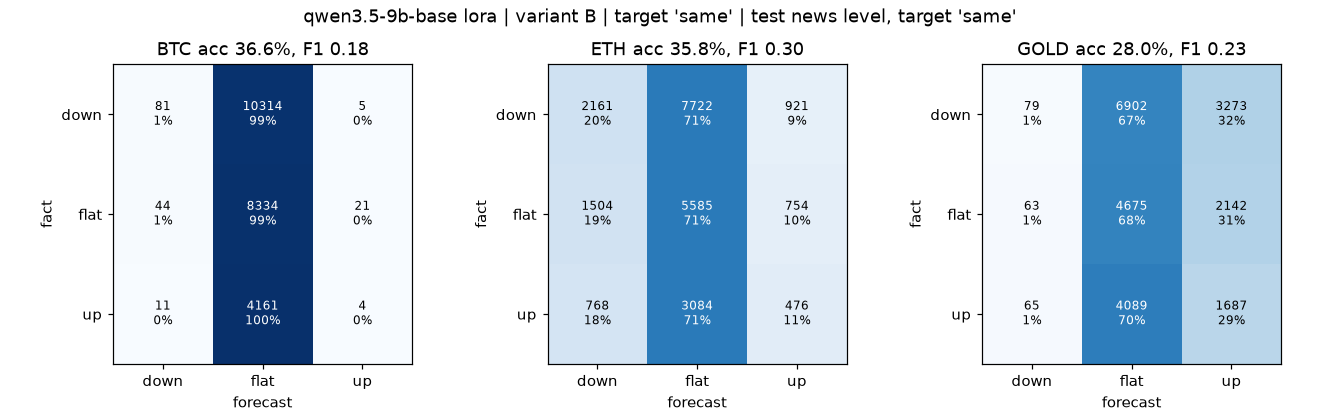 qwen3.5-9b-base lora | variant B | target 'same' | test news level, target 'same'
BTC acc 36.6%, F1 0.18
down
81
1%
10314
99%
5
0%
flat
44
1%
8334
99%
21
0%
up
11
0%
4161
100%
4
0%
fact
down
flat
up
forecast
ETH acc 35.8%, F1 0.30
down
2161
20%
7722
71%
921
9%
flat
1504
19%
5585
71%
754
10%
up
768
18%
3084
71%
476
11%
fact
down
flat
up
forecast
GOLD acc 28.0%, F1 0.23
down
79
1%
6902
67%
3273
32%
flat
63
1%
4675
68%
2142
31%
up
65
1%
4089
70%
1687
29%
fact
down
flat
up
forecast